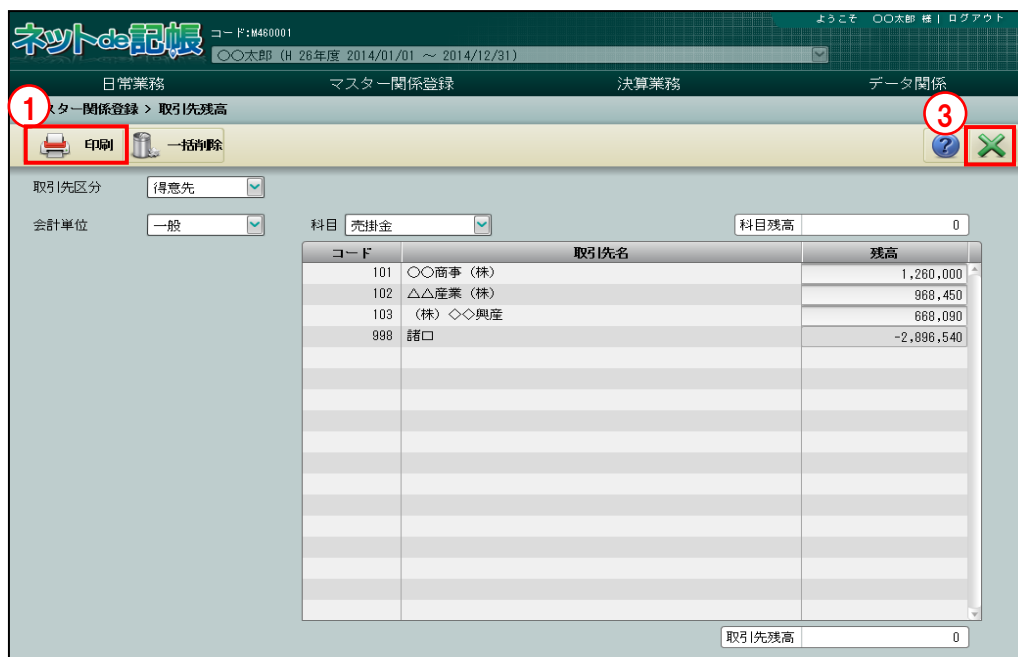 ようこそ 〇〇太郎 様 | ログアウト
ネットde記帳 コード:M460001
〇〇太郎 (H 26年度 2014/01/01 ～ 2014/12/31)
日常業務 マスター関係登録 決算業務 データ関係
1 スター関係登録 > 取引先残高 3
印刷 一括削除 ?
取引先区分 得意先
会計単位 一般 科目 売掛金 科目残高 0
コード 取引先名 残高
101 〇〇商事（株） 1,260,000
102 △△産業（株） 968,450
103 （株）◇◇興産 668,090
998 諸口 -2,896,540
取引先残高 0